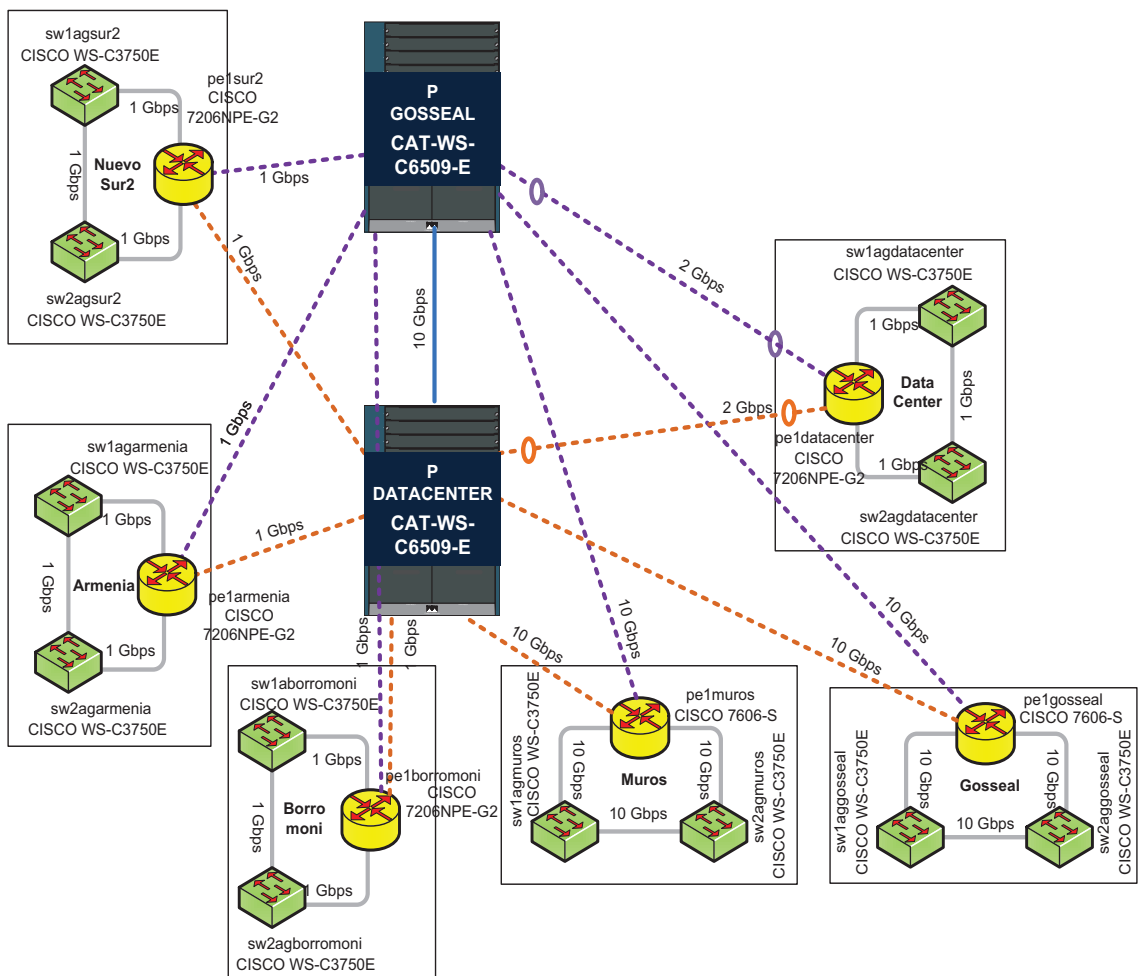 sw1agsur2
CISCO WS-C3750E
pe1sur2
CISCO
7206NPE-G2
1 Gbps
1 Gbps
Nuevo
Sur2
1 Gbps
sw2agsur2
CISCO WS-C3750E
P
GOSSEAL
CAT-WS-
C6509-E
1 Gbps
1 Gbps
10 Gbps
2 Gbps
sw1agdatacenter
CISCO WS-C3750E
1 Gbps
Data
Center
1 Gbps
pe1datacenter
CISCO
7206NPE-G2
1 Gbps
sw2agdatacenter
CISCO WS-C3750E
2 Gbps
1 Gbps
P
DATACENTER
CAT-WS-
C6509-E
1 Gbps
sw1agarmenia
CISCO WS-C3750E
1 Gbps
1 Gbps
Armenia
pe1armenia
CISCO
7206NPE-G2
1 Gbps
sw2agarmenia
CISCO WS-C3750E
1 Gbps
1 Gbps
10 Gbps
10 Gbps
10 Gbps
10 Gbps
sw1aborromoni
CISCO WS-C3750E
1 Gbps
1 Gbps
Borro
moni
pe1borromoni
CISCO
7206NPE-G2
1 Gbps
sw2agborromoni
CISCO WS-C3750E
pe1muros
CISCO 7606-S
sw1agmuros
CISCO WS-C3750E
10 Gbps
10 Gbps
Muros
10 Gbps
sw2agmuros
CISCO WS-C3750E
pe1gosseal
CISCO 7606-S
sw1aggosseal
CISCO WS-C3750E
10 Gbps
10 Gbps
Gosseal
10 Gbps
sw2aggosseal
CISCO WS-C3750E